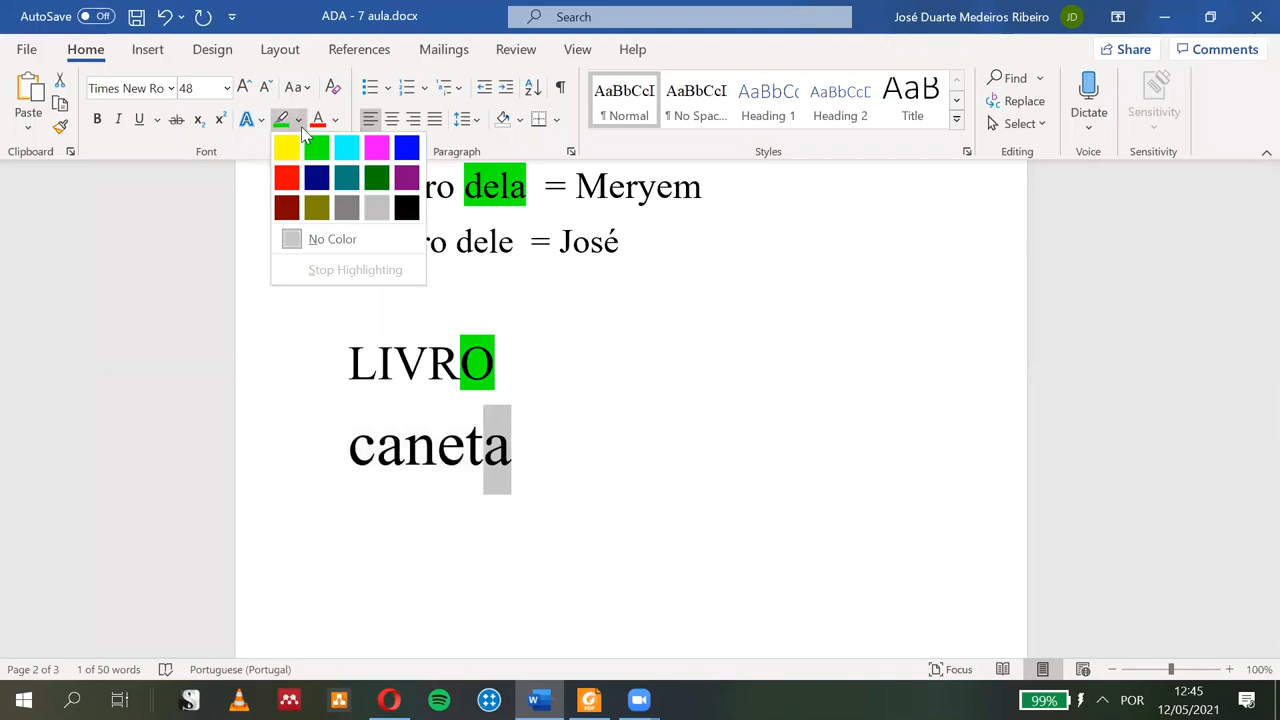 AutoSave Off ADA - 7 aula.docx Search José Duarte Medeiros Ribeiro JD
File Home Insert Design Layout References Mailings Review View Help Share Comments
Paste Times New Ro 48 AaBbCcI AaBbCcI AaBbCc AaBbCcI AaB Find
¶ Normal ¶ No Spac... Heading 1 Heading 2 Title Replace
Select Dictate Sensitivity
Clipboard Font Paragraph Styles Editing Voice Sensitivity
ro dela = Meryem
ro dele = José
No Color
Stop Highlighting
LIVRO
caneta
Page 2 of 3 1 of 50 words Portuguese (Portugal) Focus 100%
99% POR 12:45
12/05/2021